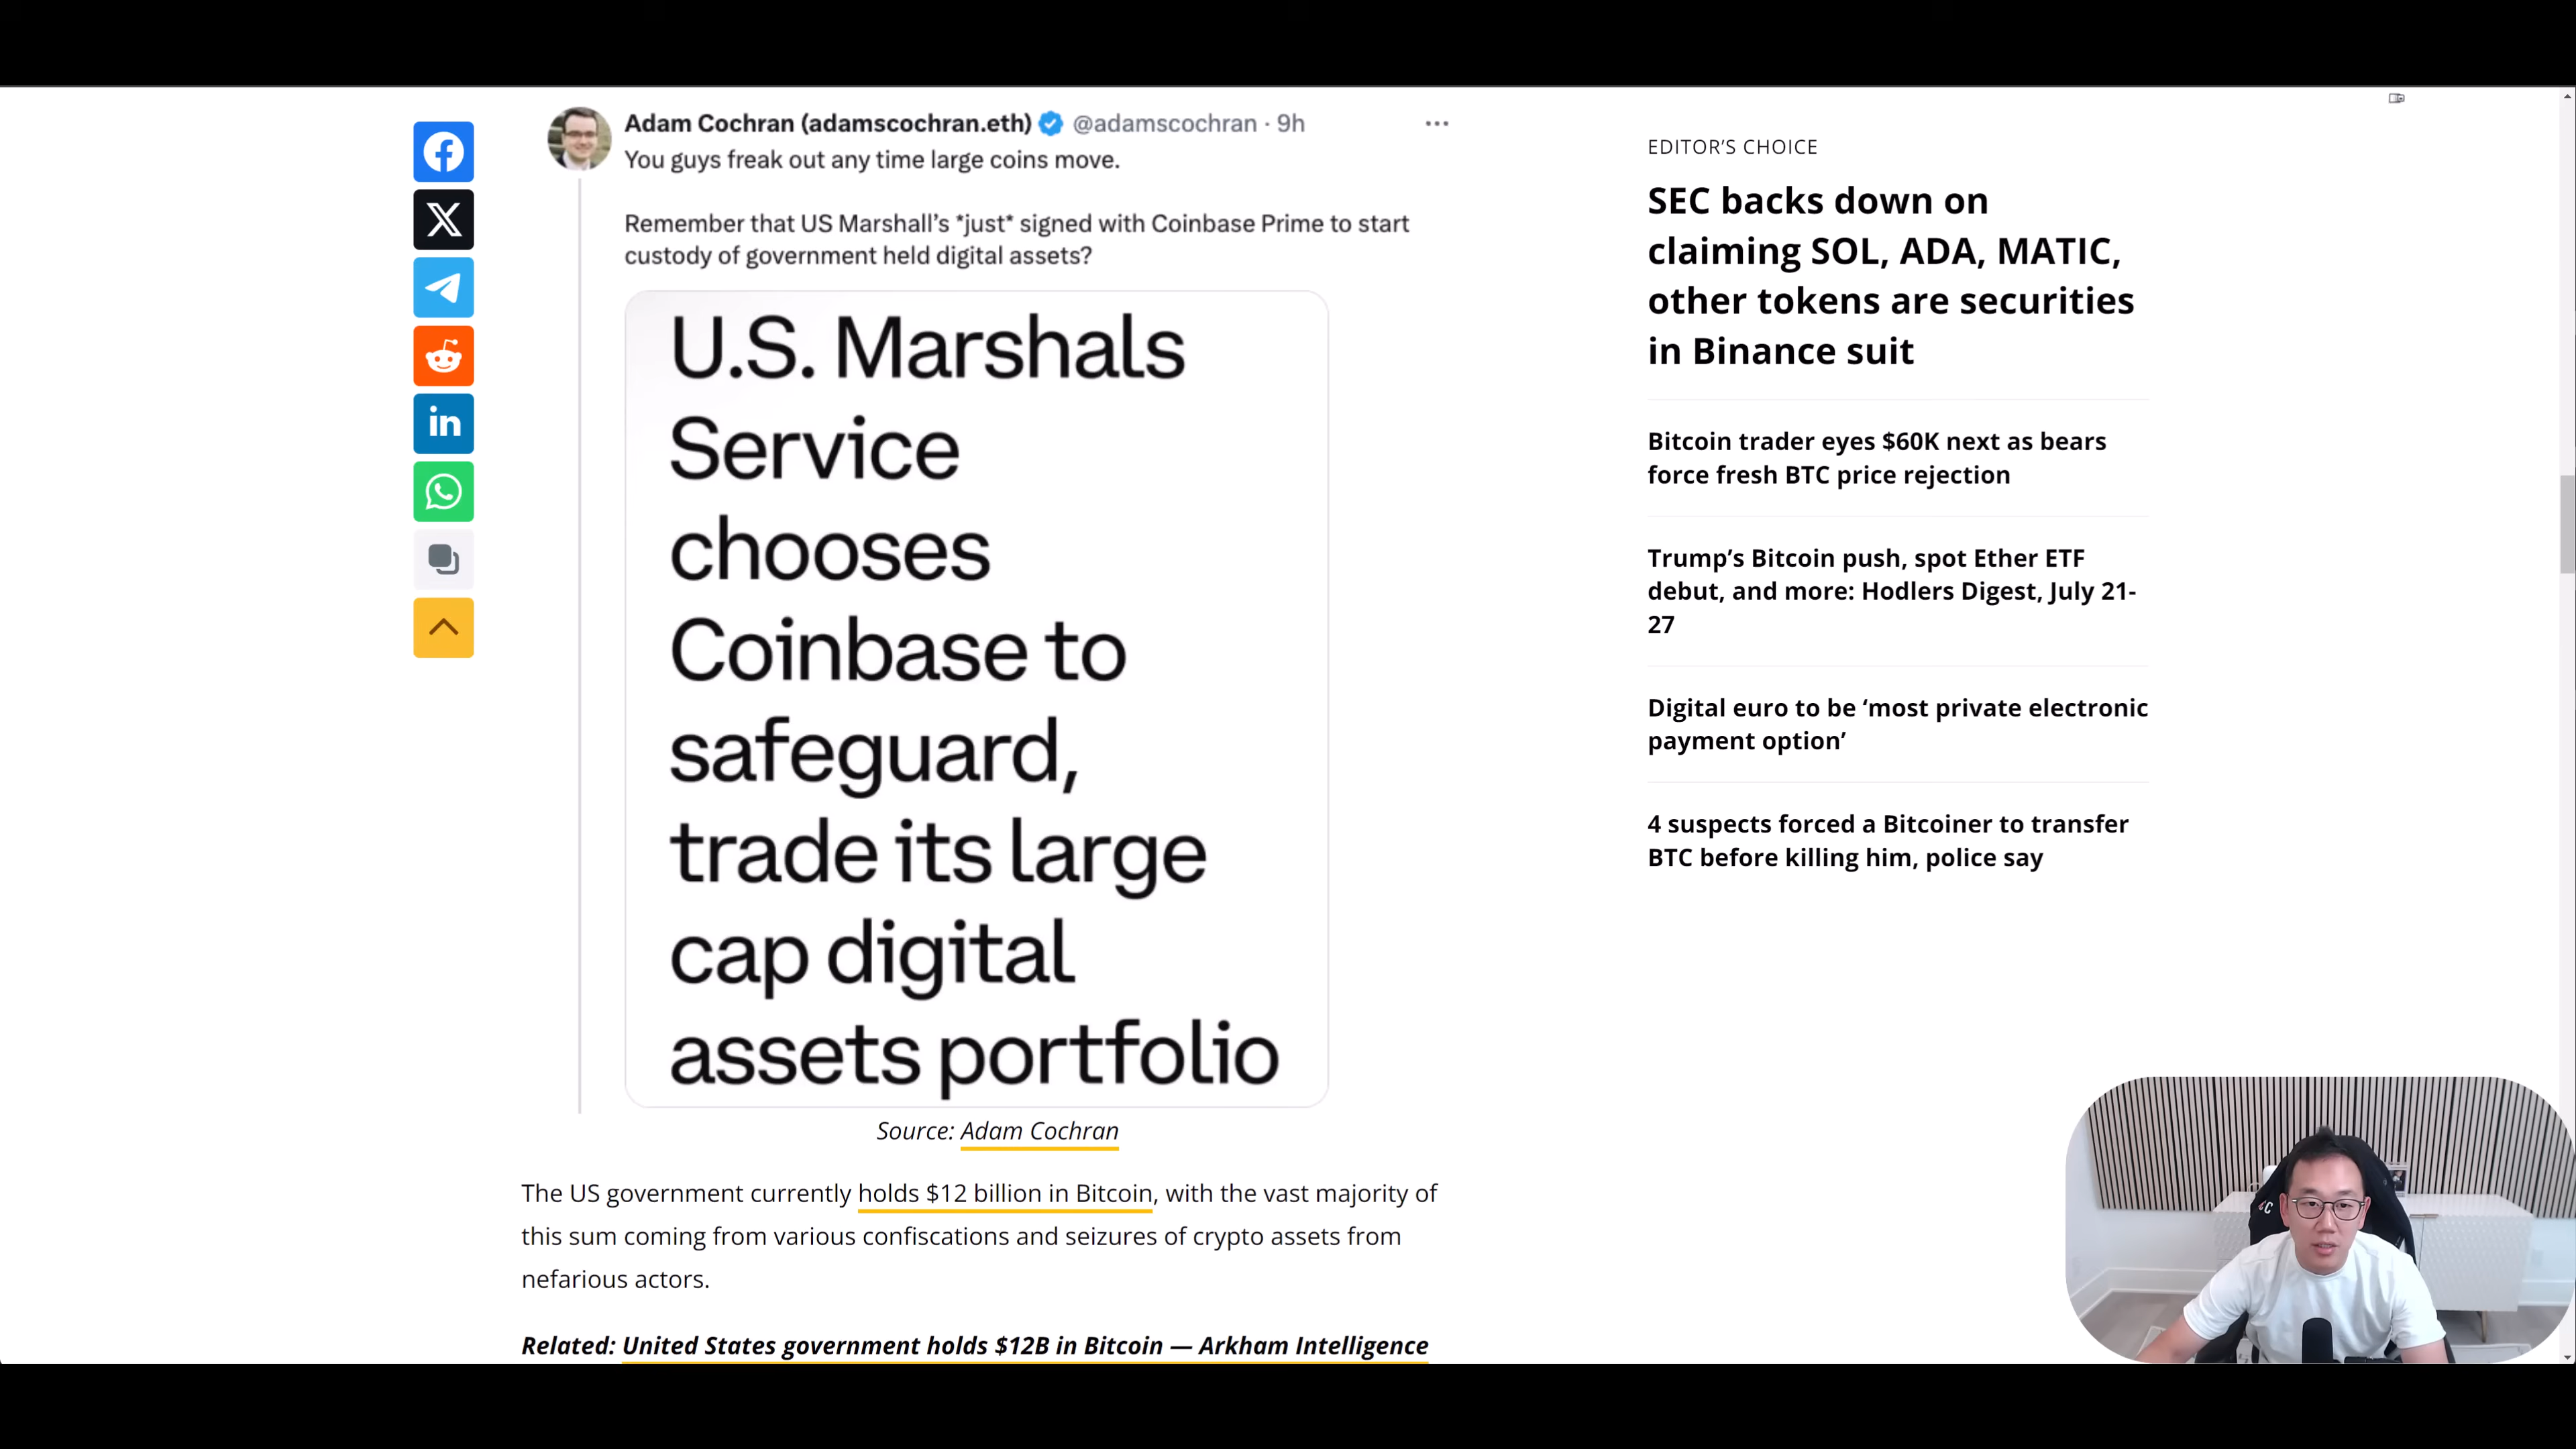 Adam Cochran (adamscochran.eth) @adamscochran · 9h
You guys freak out any time large coins move.
Remember that US Marshall's *just* signed with Coinbase Prime to start
custody of government held digital assets?
U.S. Marshals
Service
chooses
Coinbase to
safeguard,
trade its large
cap digital
assets portfolio
Source: Adam Cochran
The US government currently holds $12 billion in Bitcoin, with the vast majority of
this sum coming from various confiscations and seizures of crypto assets from
nefarious actors.
Related: United States government holds $12B in Bitcoin — Arkham Intelligence
EDITOR'S CHOICE
SEC backs down on
claiming SOL, ADA, MATIC,
other tokens are securities
in Binance suit
Bitcoin trader eyes $60K next as bears
force fresh BTC price rejection
Trump's Bitcoin push, spot Ether ETF
debut, and more: Hodlers Digest, July 21-
27
Digital euro to be ‘most private electronic
payment option’
4 suspects forced a Bitcoiner to transfer
BTC before killing him, police say